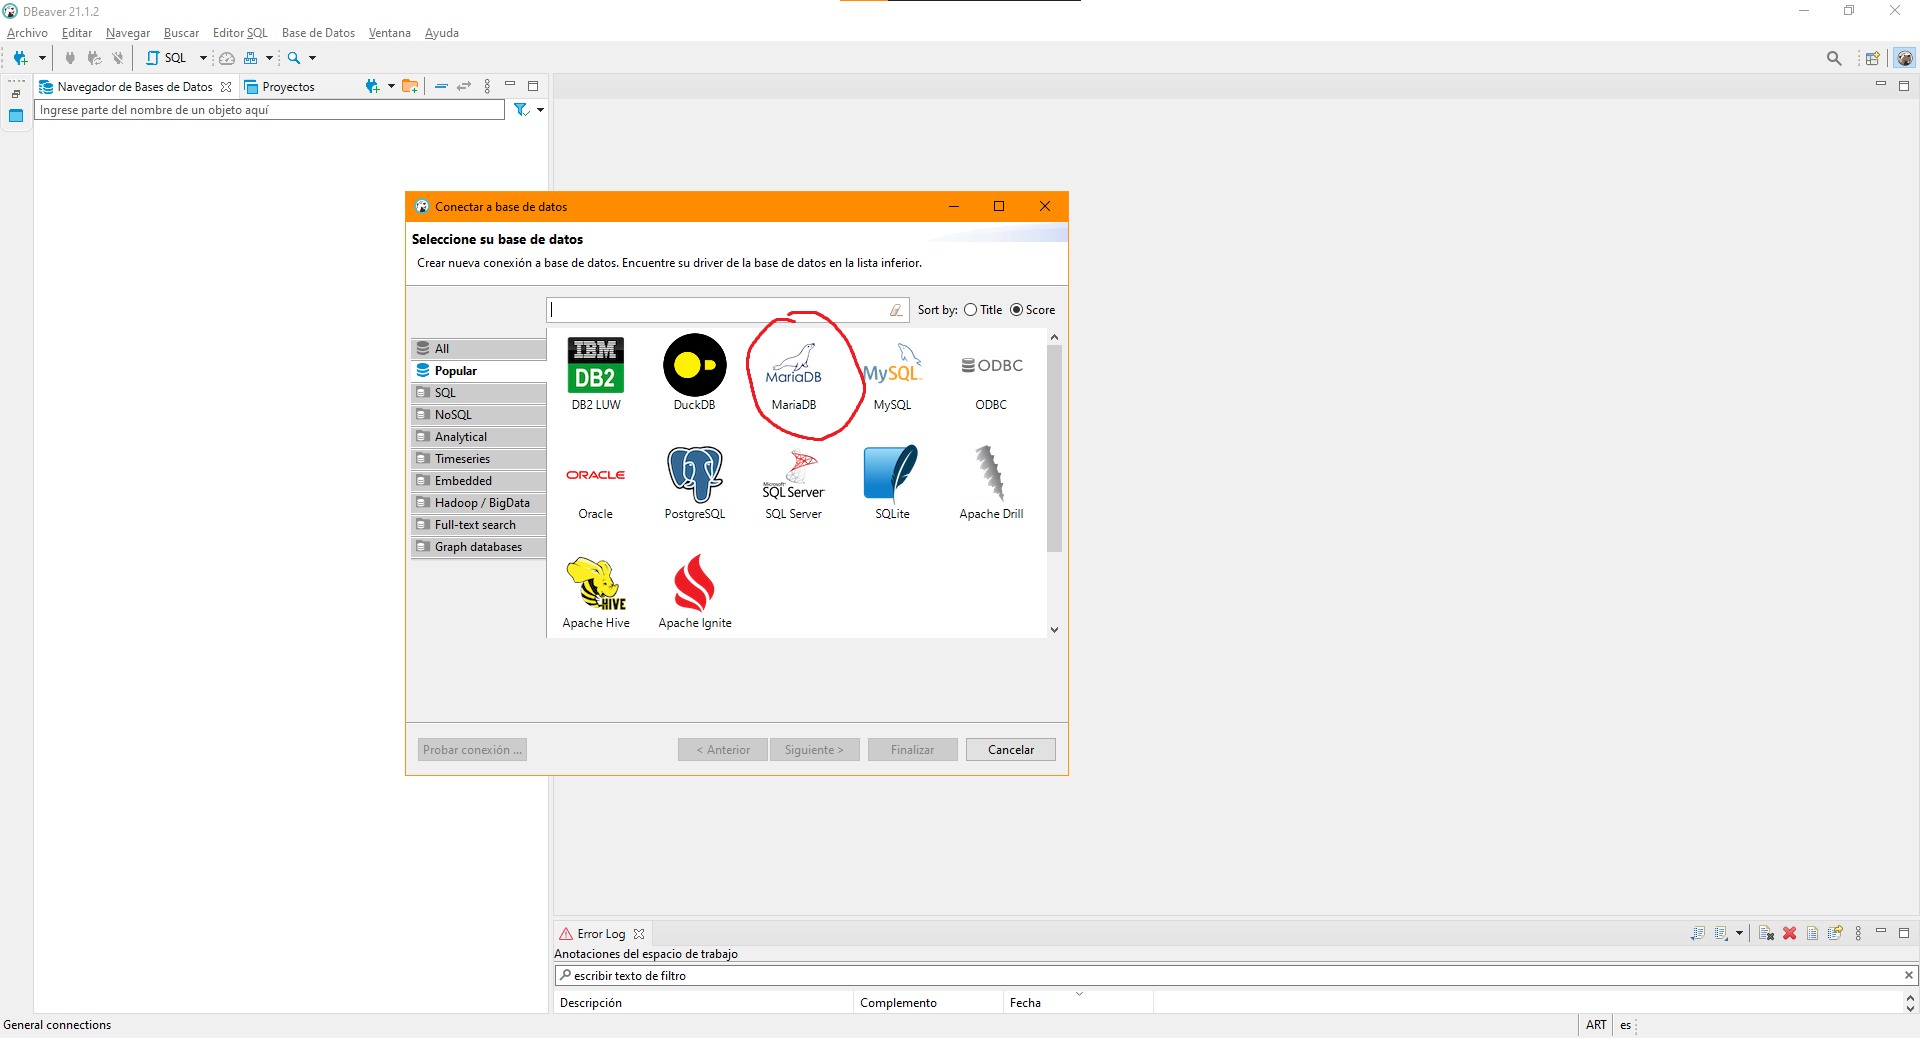 DBeaver 21.1.2
Archivo Editar Navegar Buscar Editor SQL Base de Datos Ventana Ayuda
SQL
Navegador de Bases de Datos Proyectos
Ingrese parte del nombre de un objeto aquí
Conectar a base de datos
Seleccione su base de datos
Crear nueva conexión a base de datos. Encuentre su driver de la base de datos en la lista inferior.
Sort by: Title Score
All
Popular
SQL
NoSQL
Analytical
Timeseries
Embedded
Hadoop / BigData
Full-text search
Graph databases
IBM DB2
MariaDB
MySQL
ODBC
DB2 LUW DuckDB MariaDB MySQL ODBC
ORACLE
Microsoft SQL Server
Oracle PostgreSQL SQL Server SQLite Apache Drill
HIVE
Apache Hive Apache Ignite
Probar conexión ... < Anterior Siguiente > Finalizar Cancelar
Error Log
Anotaciones del espacio de trabajo
escribir texto de filtro
Descripción Complemento Fecha
General connections ART es